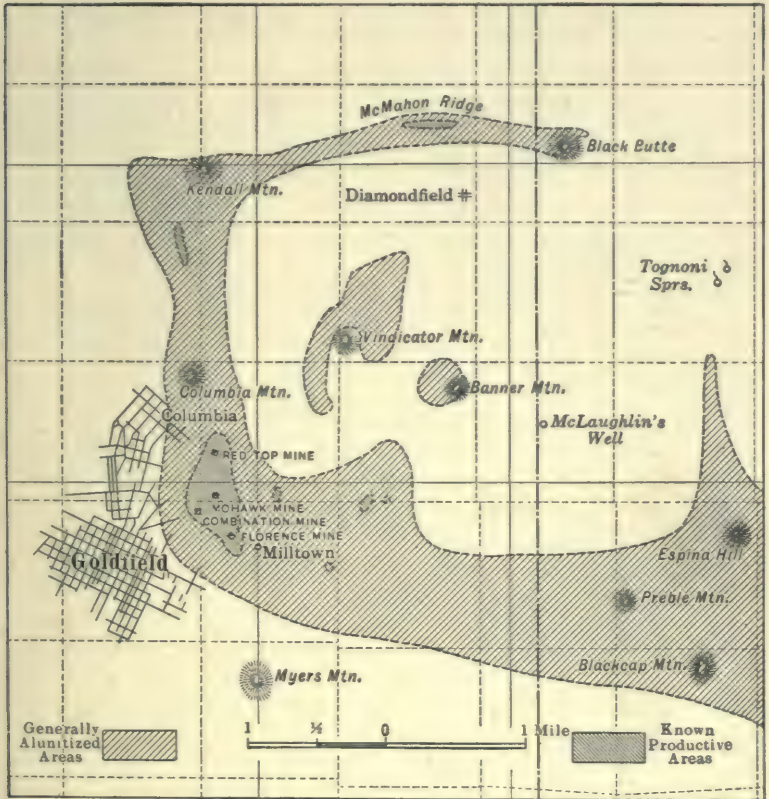 McMahon Ridge
Black Butte
Kendall Mtn.
Diamondfield
Tognoni
Sprs.
Vindicator Mtn.
Columbia Mtn.
Banner Mtn.
Columbia
McLaughlin's
Well
RED TOP MINE
MOHAWK MINE
COMBINATION MINE
FLORENCE MINE
Milltown
Goldfield
Espina Hill
Preble Mtn.
Blackcap Mtn.
Myers Mtn.
Generally
Alunitized
Areas
1 ½ 0 1 Mile
Known
Productive
Areas